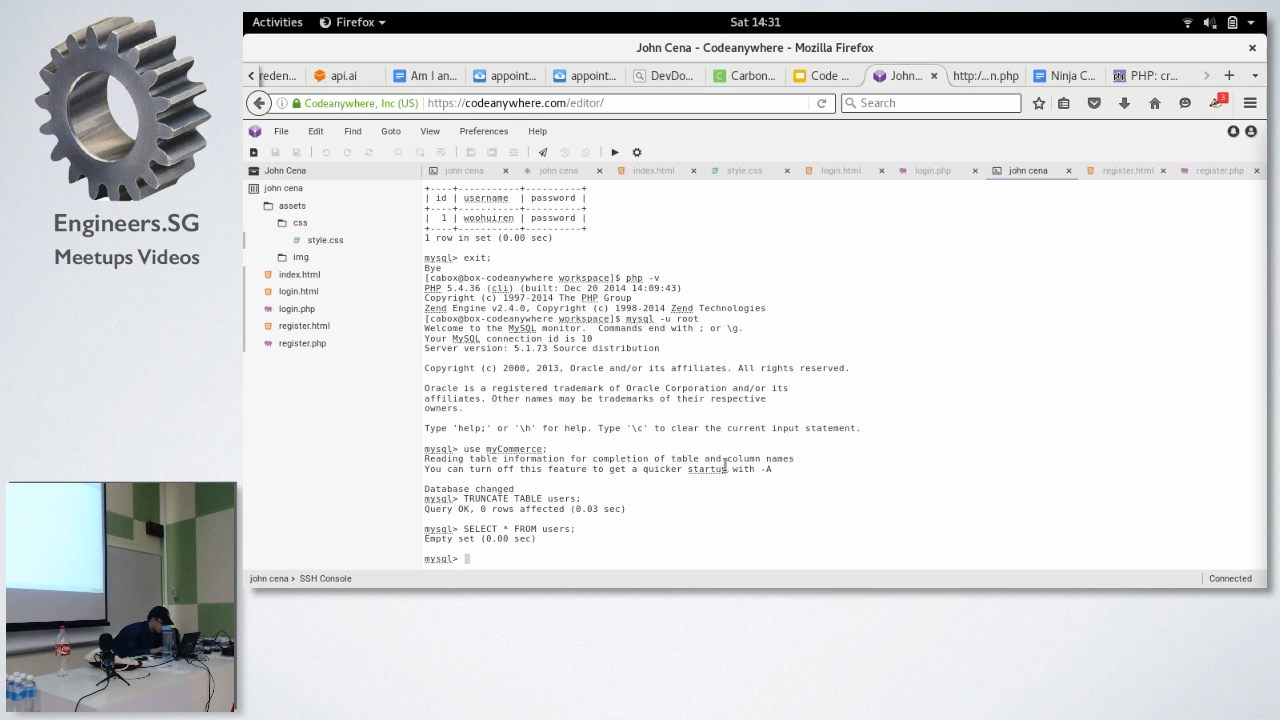 Engineers.SG
Meetups Videos
Activities Firefox Sat 14:31
John Cena - Codeanywhere - Mozilla Firefox
reden... api.ai Am I an... appoint... appoint... DevDo... Carbon... Code ... John... http:/...n.php Ninja C... PHP: cr...
Codeanywhere, Inc (US) https://codeanywhere.com/editor/ Search 3
File Edit Find Goto View Preferences Help
John Cena john cena john cena index.html style.css login.html login.php john cena register.html register.php
john cena
assets
css
style.css
img
index.html
login.html
login.php
register.html
register.php
+----+-----------+----------+
| id | username | password |
+----+-----------+----------+
| 1 | woohuiren | password |
+----+-----------+----------+
1 row in set (0.00 sec)
mysql> exit;
Bye
[cabox@box-codeanywhere workspace]$ php -v
PHP 5.4.36 (cli) (built: Dec 20 2014 14:09:43)
Copyright (c) 1997-2014 The PHP Group
Zend Engine v2.4.0, Copyright (c) 1998-2014 Zend Technologies
[cabox@box-codeanywhere workspace]$ mysql -u root
Welcome to the MySQL monitor. Commands end with ; or \g.
Your MySQL connection id is 10
Server version: 5.1.73 Source distribution
Copyright (c) 2000, 2013, Oracle and/or its affiliates. All rights reserved.
Oracle is a registered trademark of Oracle Corporation and/or its
affiliates. Other names may be trademarks of their respective
owners.
Type 'help;' or '\h' for help. Type '\c' to clear the current input statement.
mysql> use myCommerce;
Reading table information for completion of table and column names
You can turn off this feature to get a quicker startup with -A
Database changed
mysql> TRUNCATE TABLE users;
Query OK, 0 rows affected (0.03 sec)
mysql> SELECT * FROM users;
Empty set (0.00 sec)
mysql>
john cena › SSH Console Connected